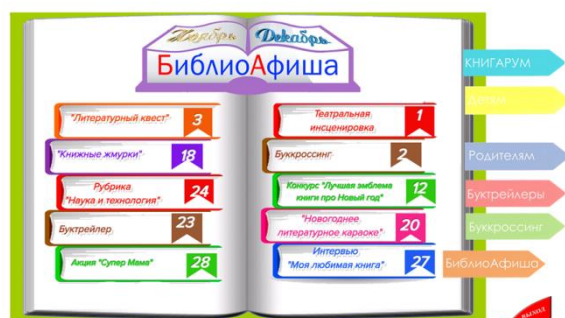 Ноябрь Декабрь
БиблиоАфиша
"Литературный квест" 3
"Книжные жмурки" 18
Рубрика
"Наука и технология" 24
Буктрейлер 23
Акция "Супер Мама" 28
Театральная
инсценировка 1
Буккроссинг 2
Конкурс "Лучшая эмблема
книги про Новый год" 12
"Новогоднее
литературное караоке" 20
Интервью
"Моя любимая книга" 27
КНИГАРУМ
Родителям
Буктрейлеры
Буккроссинг
БиблиоАфиша
ВЫХОД